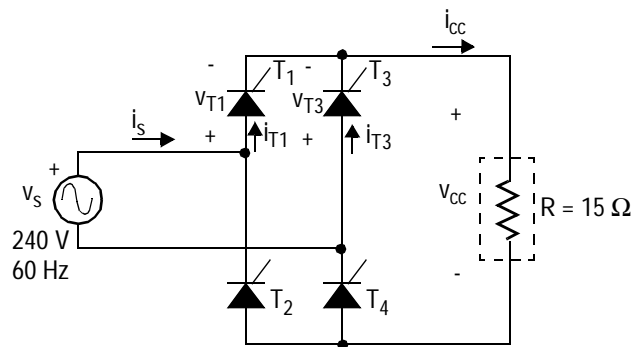 i_CC
- T_1 - T_3
v_T1 v_T3
i_S + i_T1 + i_T3 +
+
v_S
240 V
60 Hz
v_CC R = 15 Ω
-
T_2 T_4